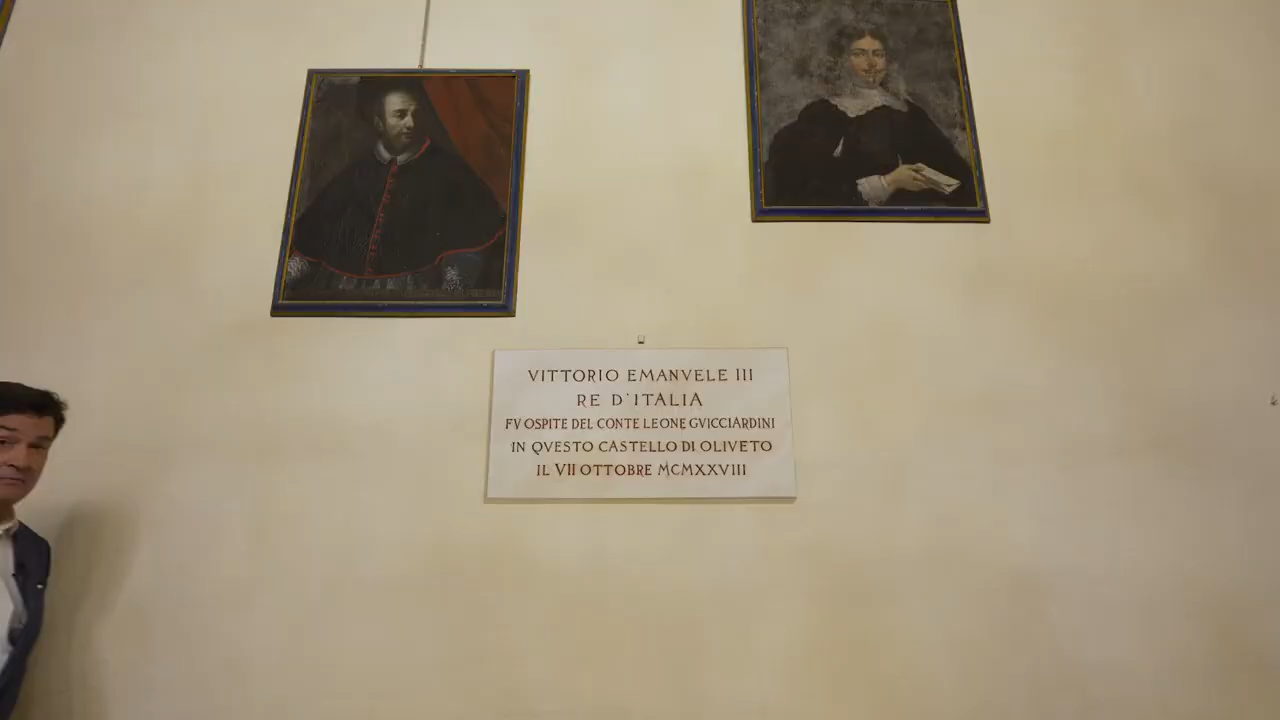 VITTORIO EMANVELE III
RE D'ITALIA
FV OSPITE DEL CONTE LEONE GVICCIARDINI
IN QVESTO CASTELLO DI OLIVETO
IL VII OTTOBRE MCMXXVIII